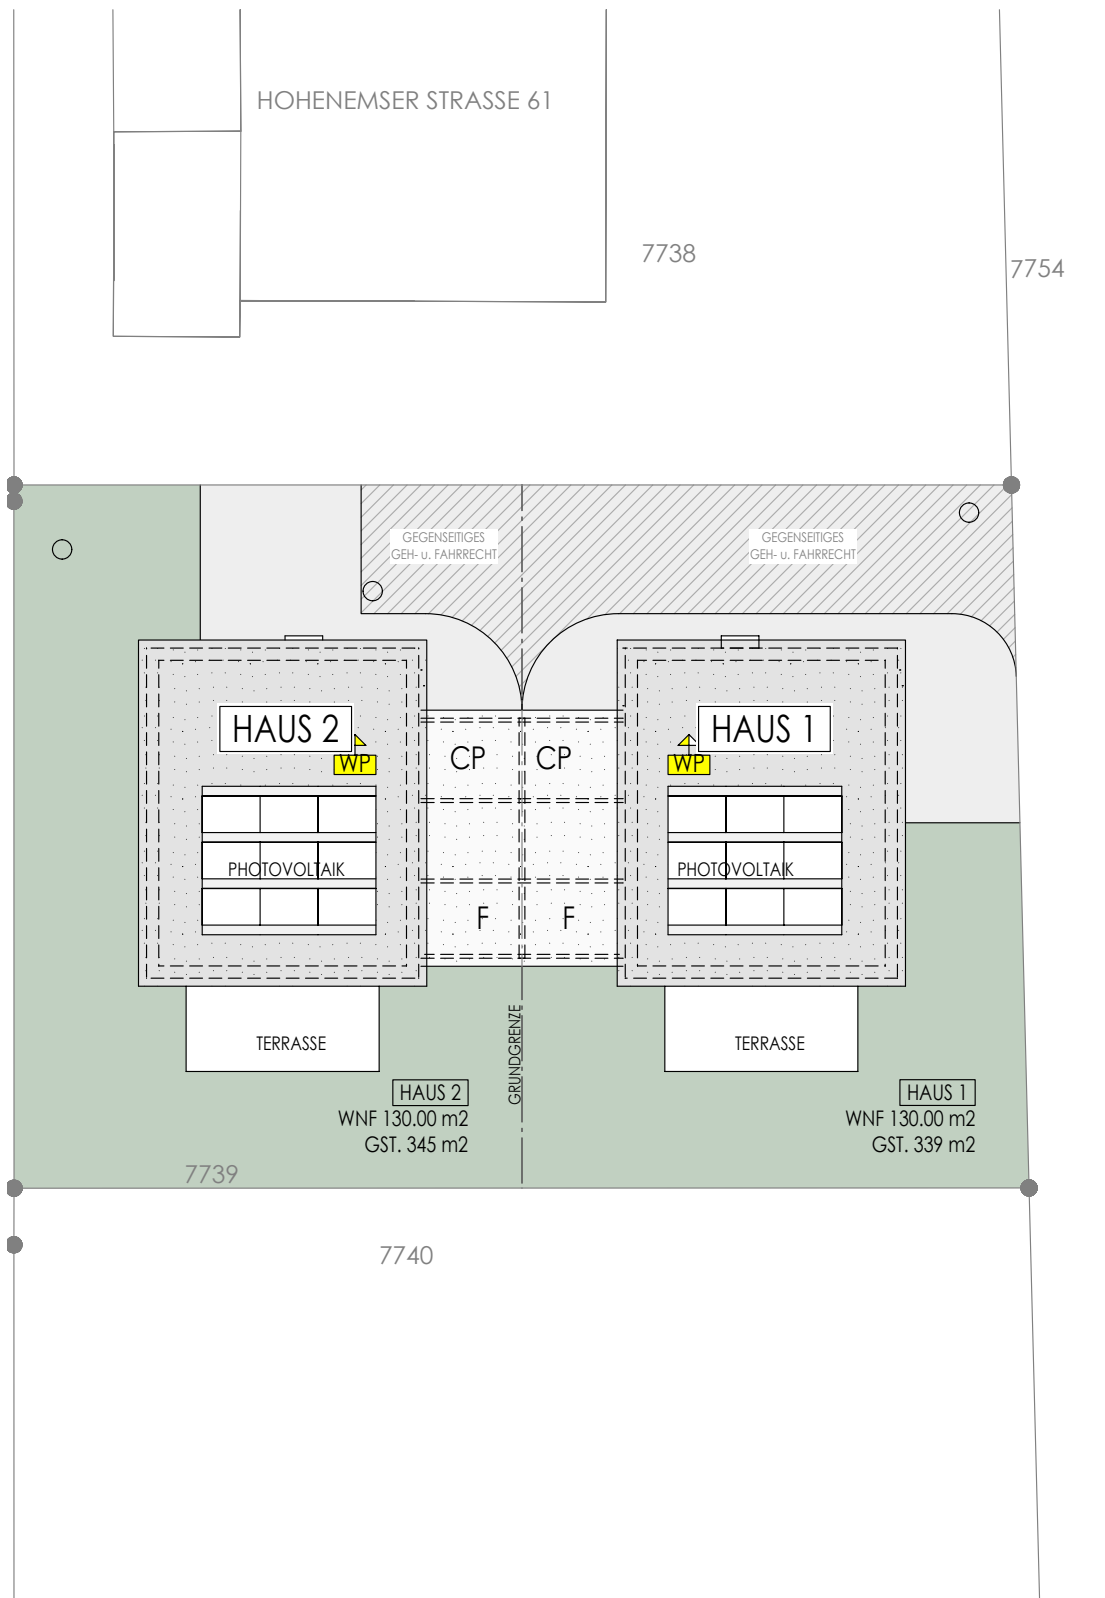 HOHENEMSER STRASSE 61
7738
7754
GEGENSEITIGES
GEH- u. FAHRRECHT
GEGENSEITIGES
GEH- u. FAHRRECHT
HAUS 2
HAUS 1
WP
CP
CP
WP
PHOTOVOLTAIK
PHOTOVOLTAIK
F
F
TERRASSE
GRUNDGRENZE
TERRASSE
HAUS 2
WNF 130.00 m2
GST. 345 m2
HAUS 1
WNF 130.00 m2
GST. 339 m2
7739
7740